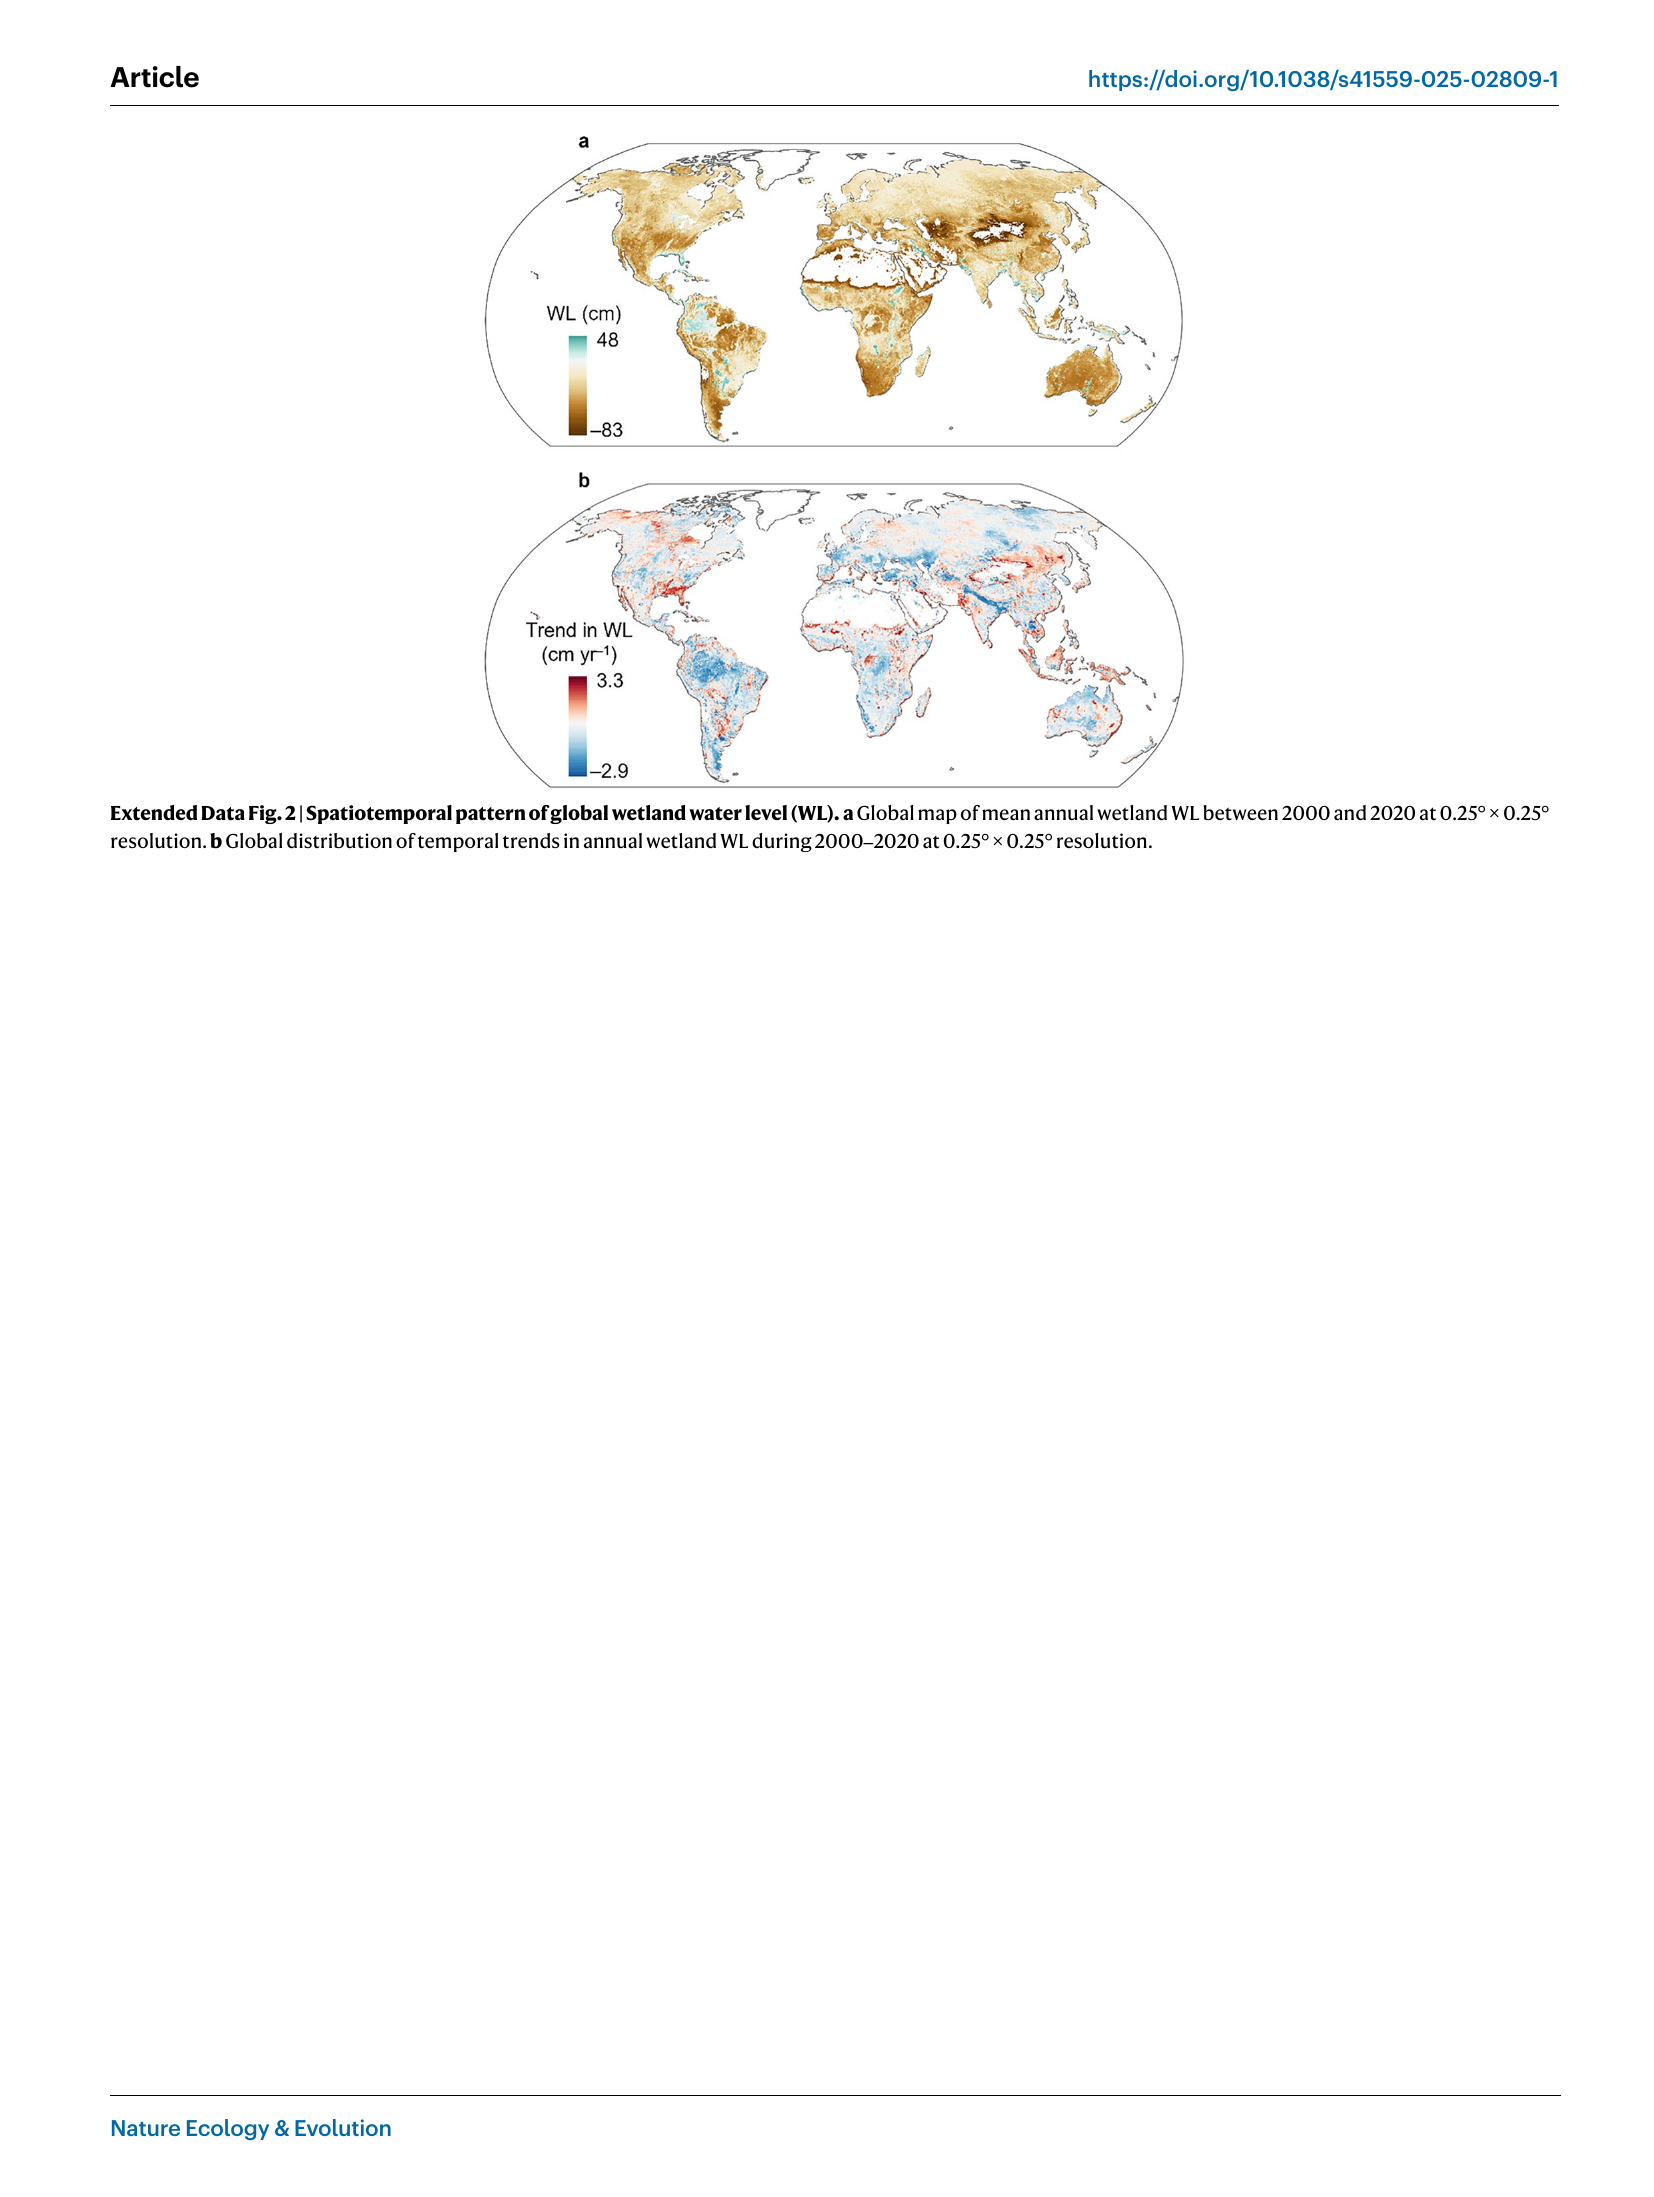 Article
https://doi.org/10.1038/s41559-025-02809-1
a
WL (cm)
48
–83
b
Trend in WL
(cm yr–1)
3.3
–2.9
Extended Data Fig. 2 | Spatiotemporal pattern of global wetland water level (WL). a Global map of mean annual wetland WL between 2000 and 2020 at 0.25° × 0.25°
resolution. b Global distribution of temporal trends in annual wetland WL during 2000–2020 at 0.25° × 0.25° resolution.
Nature Ecology & Evolution